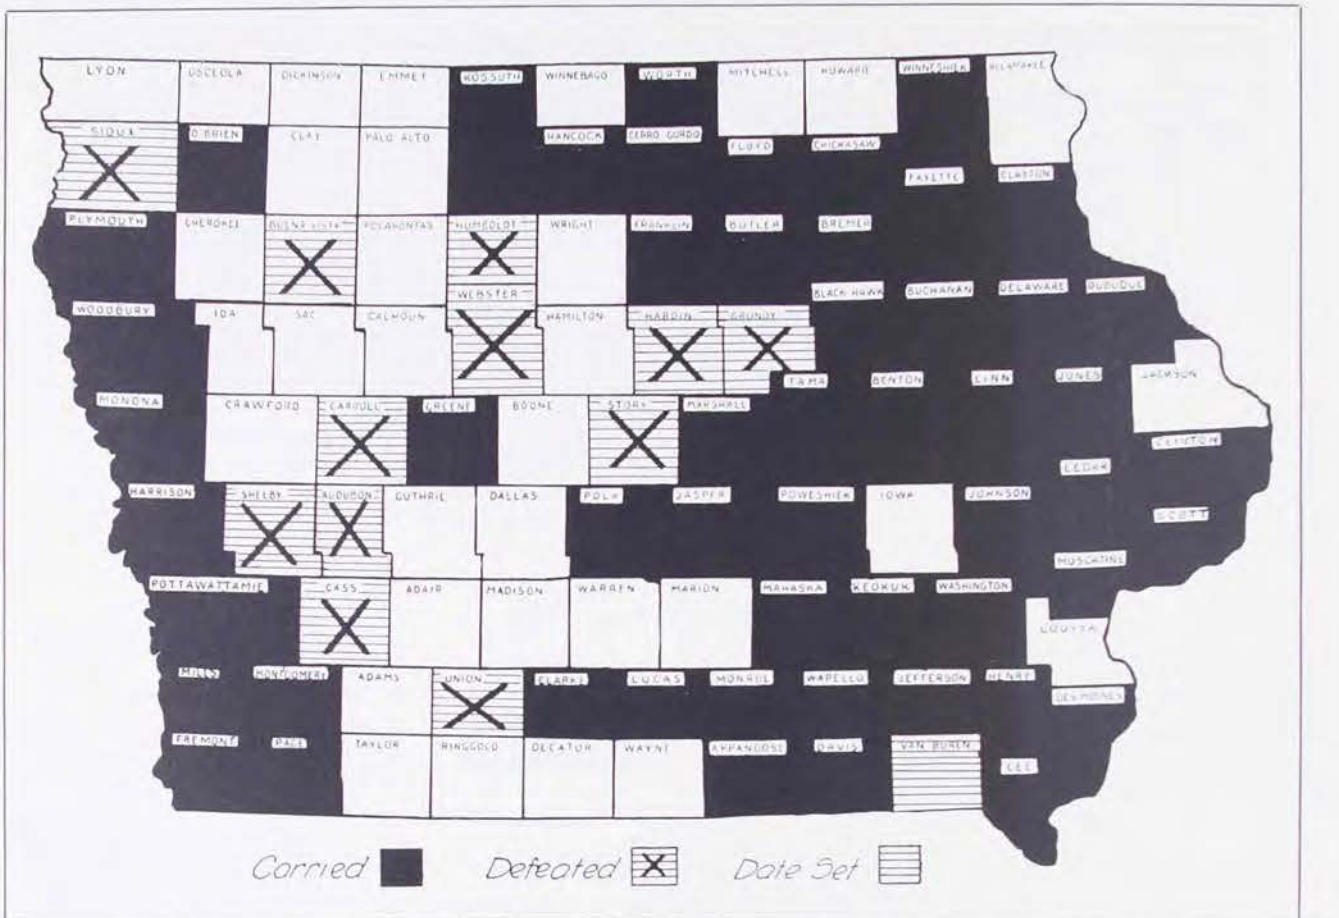 LYON OSCEOLA DICKINSON EMMET KOSSUTH WINNEBAGO WORTH MITCHELL HOWARD WINNESHIEK ALLAMAKEE
SIOUX O'BRIEN CLAY PALO ALTO HANCOCK CERRO GORDO FLOYD CHICKASAW
FAYETTE CLAYTON
PLYMOUTH CHEROKEE BUENA VISTA POCAHONTAS HUMBOLDT WRIGHT FRANKLIN BUTLER BREMER
WEBSTER BLACK HAWK BUCHANAN DELAWARE DUBUQUE
WOODBURY IDA SAC CALHOUN HAMILTON HARDIN GRUNDY
TAMA BENTON LINN JONES JACKSON
MONONA CRAWFORD CARROLL GREENE BOONE STORY MARSHALL
CLINTON
CEDAR
HARRISON SHELBY AUDUBON GUTHRIE DALLAS POLK JASPER POWESHIEK IOWA JOHNSON
SCOTT
MUSCATINE
POTTAWATTAMIE CASS ADAIR MADISON WARREN MARION MAHASKA KEOKUK WASHINGTON
LOUISA
MILLS MONTGOMERY ADAMS UNION CLARKE LUCAS MONROE WAPELLO JEFFERSON HENRY
DES MOINES
FREMONT PAGE TAYLOR RINGGOLD DECATUR WAYNE APPANOOSE DAVIS VAN BUREN
LEE
Carried Defeated Date Set